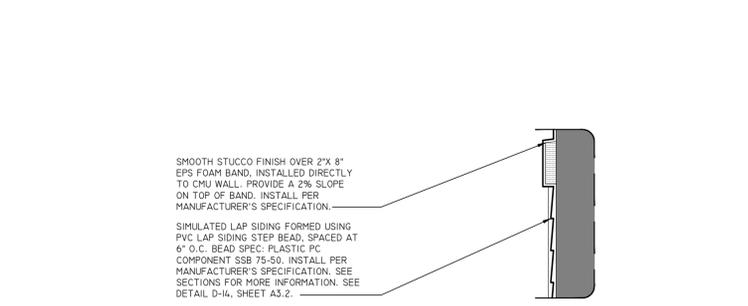 SMOOTH STUCCO FINISH OVER 2"X 8"
EPS FOAM BAND, INSTALLED DIRECTLY
TO CMU WALL. PROVIDE A 2% SLOPE
ON TOP OF BAND. INSTALL PER
MANUFACTURER'S SPECIFICATION.
SIMULATED LAP SIDING FORMED USING
PVC LAP SIDING STEP BEAD, SPACED AT
6" O.C. BEAD SPEC: PLASTIC PC
COMPONENT SSB 75-50. INSTALL PER
MANUFACTURER'S SPECIFICATION. SEE
SECTIONS FOR MORE INFORMATION. SEE
DETAIL D-14, SHEET A3.2.